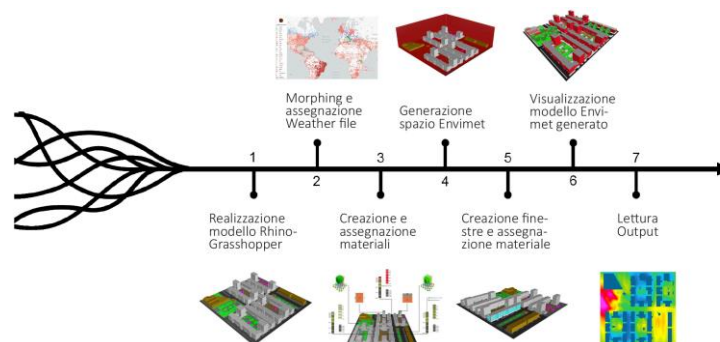 Morphing e
assegnazione
Weather file
Generazione
spazio Envimet
Visualizzazione
modello Envi-
met generato
1
3
5
7
2
4
6
Realizzazione
modello Rhino-
Grasshopper
Creazione e
assegnazione
materiali
Creazione fine-
stre e assegna-
zione materiale
Lettura
Output